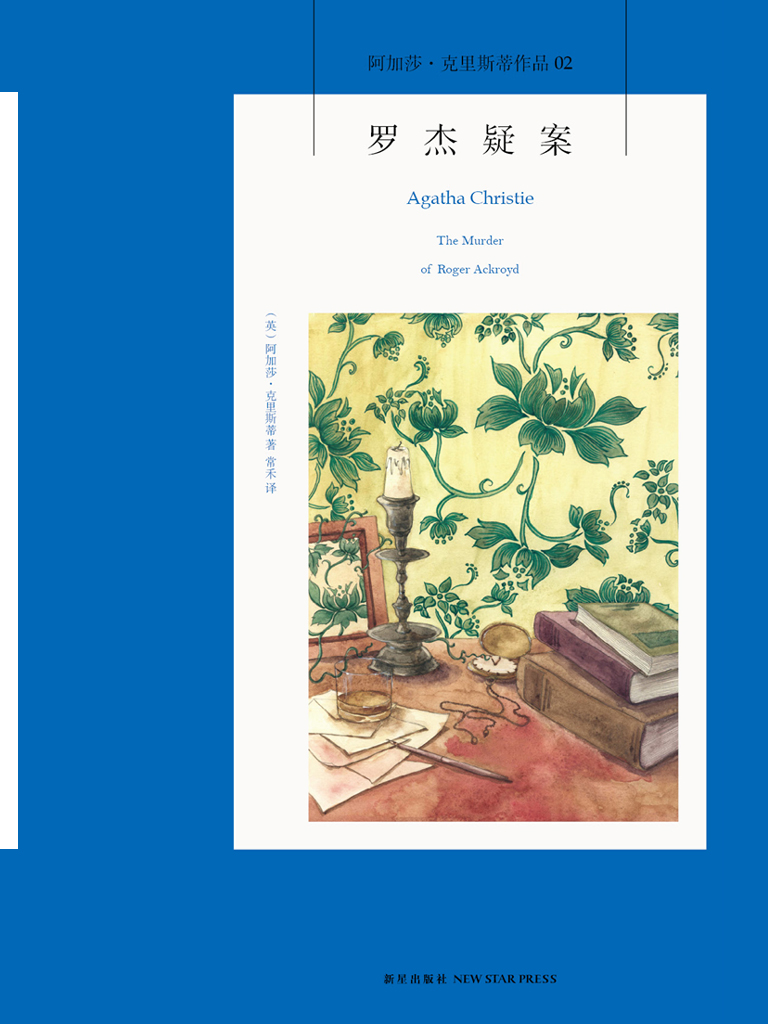 阿加莎·克里斯蒂作品 02
罗杰疑案
Agatha Christie
The Murder
of Roger Ackroyd
（英）阿加莎·克里斯蒂 著 常禾 译
新星出版社 NEW STAR PRESS